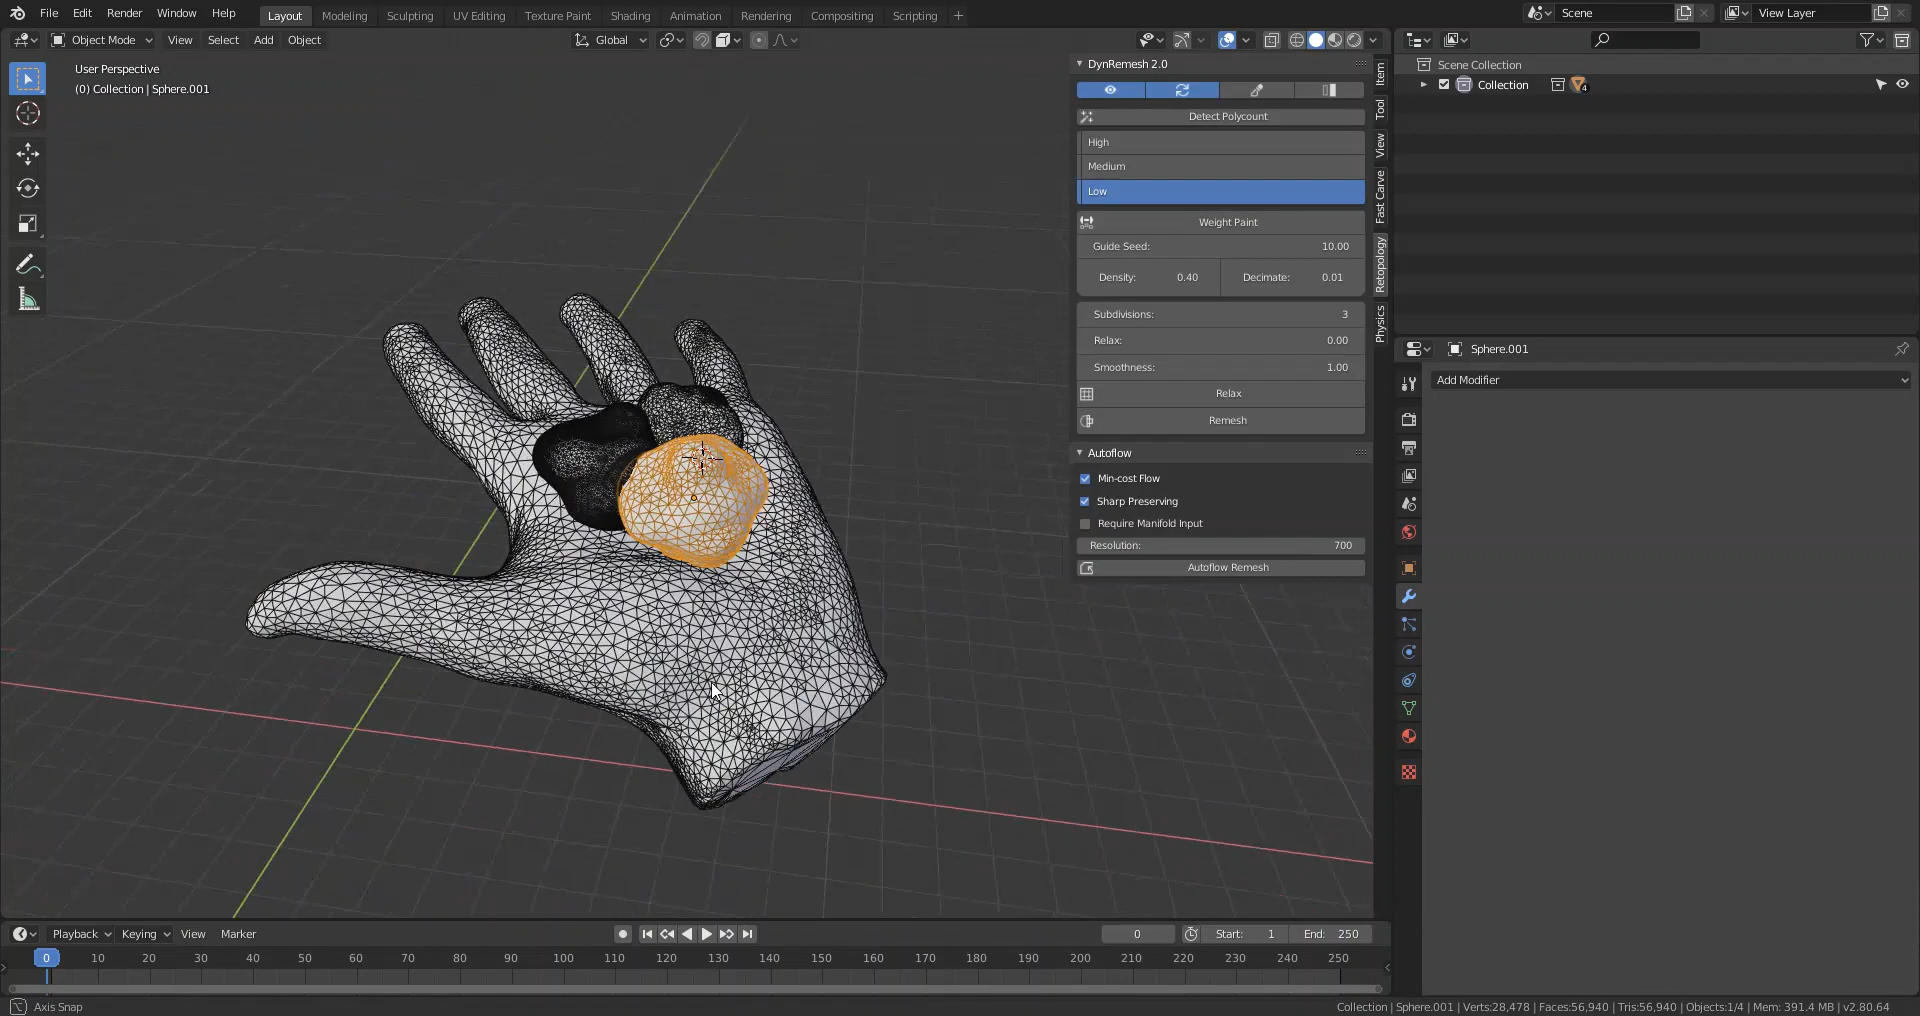 File Edit Render Window Help Layout Modeling Sculpting UV Editing Texture Paint Shading Animation Rendering Compositing Scripting + Scene View Layer
Object Mode View Select Add Object Global
User Perspective
(0) Collection | Sphere.001
DynRemesh 2.0
Detect Polycount
High
Medium
Low
Weight Paint
Guide Seed: 10.00
Density: 0.40 Decimate: 0.01
Subdivisions: 3
Relax: 0.00
Smoothness: 1.00
Relax
Remesh
Autoflow
Min-cost Flow
Sharp Preserving
Require Manifold Input
Resolution: 700
Autoflow Remesh
Item
Tool
View
Fast Carve
Retopology
Physics
Scene Collection
Collection 4
Sphere.001
Add Modifier
Playback Keying View Marker 0 Start: 1 End: 250
0 10 20 30 40 50 60 70 80 90 100 110 120 130 140 150 160 170 180 190 200 210 220 230 240 250
Axis Snap
Collection | Sphere.001 | Verts:28,478 | Faces:56,940 | Tris:56,940 | Objects:1/4 | Mem: 391.4 MB | v2.80.64